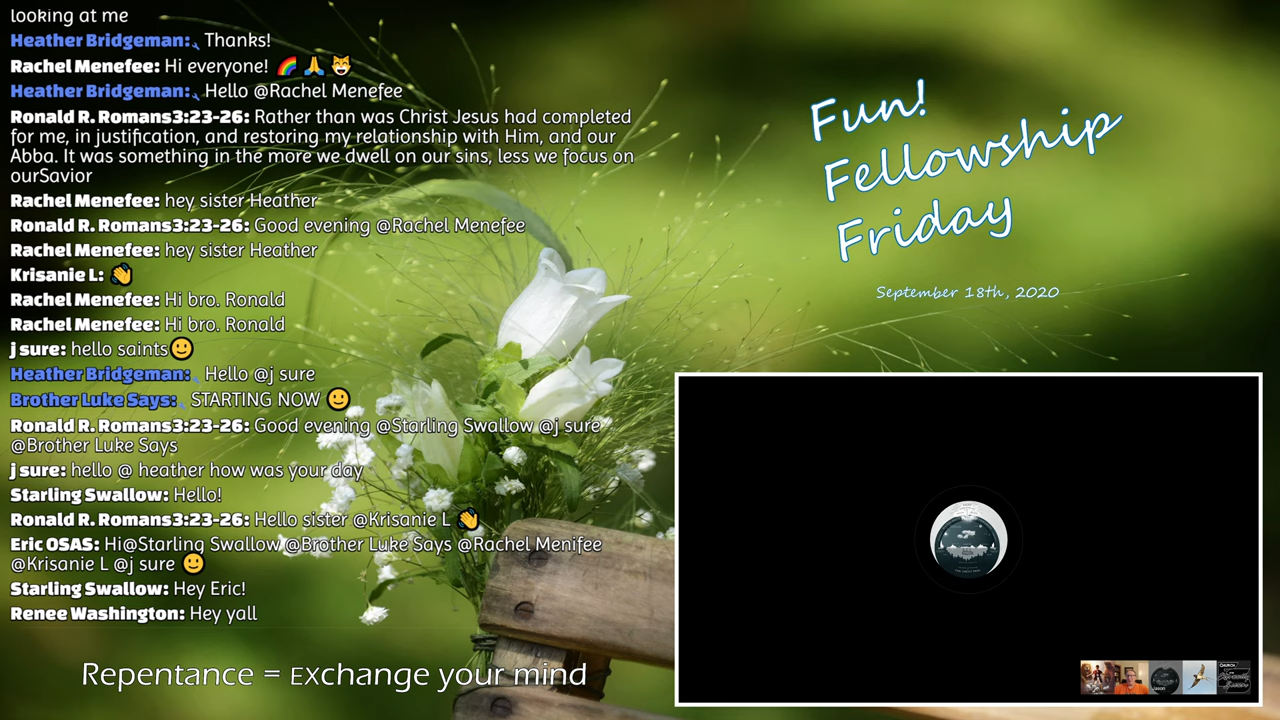 looking at me
Heather Bridgeman: Thanks!
Rachel Menefee: Hi everyone! 🌈 🙏 😸
Heather Bridgeman: Hello @Rachel Menefee
Ronald R. Romans3:23-26: Rather than was Christ Jesus had completed
for me, in justification, and restoring my relationship with Him, and our
Abba. It was something in the more we dwell on our sins, less we focus on
ourSavior
Rachel Menefee: hey sister Heather
Ronald R. Romans3:23-26: Good evening @Rachel Menefee
Rachel Menefee: hey sister Heather
Krisanie L: 👋
Rachel Menefee: Hi bro. Ronald
Rachel Menefee: Hi bro. Ronald
j sure: hello saints🙂
Heather Bridgeman: Hello @j sure
Brother Luke Says: STARTING NOW 🙂
Ronald R. Romans3:23-26: Good evening @Starling Swallow @j sure
@Brother Luke Says
j sure: hello @ heather how was your day
Starling Swallow: Hello!
Ronald R. Romans3:23-26: Hello sister @Krisanie L 👋
Eric OSAS: Hi@Starling Swallow @Brother Luke Says @Rachel Menifee
@Krisanie L @j sure 🙂
Starling Swallow: Hey Eric!
Renee Washington: Hey yall
Repentance = EXchange your mind
Fun!
Fellowship
Friday
September 18th, 2020
Jason
CHURCH